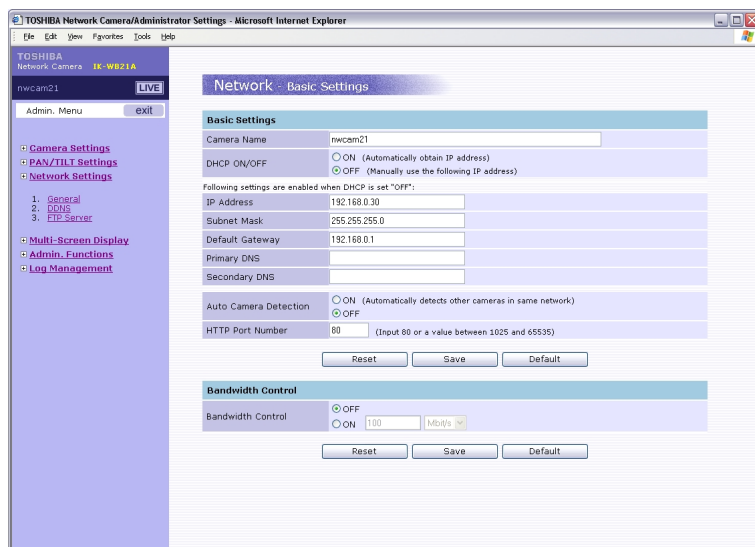 TOSHIBA Network Camera/Administrator Settings - Microsoft Internet Explorer
File Edit View Favorites Tools Help
TOSHIBA
Network Camera IK-WB21A
nwcam21 LIVE
Admin. Menu exit
Camera Settings
PAN/TILT Settings
Network Settings
1. General
2. DDNS
3. FTP Server
Multi-Screen Display
Admin. Functions
Log Management
Network - Basic Settings
Basic Settings
Camera Name nwcam21
DHCP ON/OFF ON (Automatically obtain IP address)
OFF (Manually use the following IP address)
Following settings are enabled when DHCP is set "OFF":
IP Address 192.168.0.30
Subnet Mask 255.255.255.0
Default Gateway 192.168.0.1
Primary DNS
Secondary DNS
Auto Camera Detection ON (Automatically detects other cameras in same network)
OFF
HTTP Port Number 80 (Input 80 or a value between 1025 and 65535)
Reset Save Default
Bandwidth Control
Bandwidth Control OFF
ON 100 Mbit/s
Reset Save Default